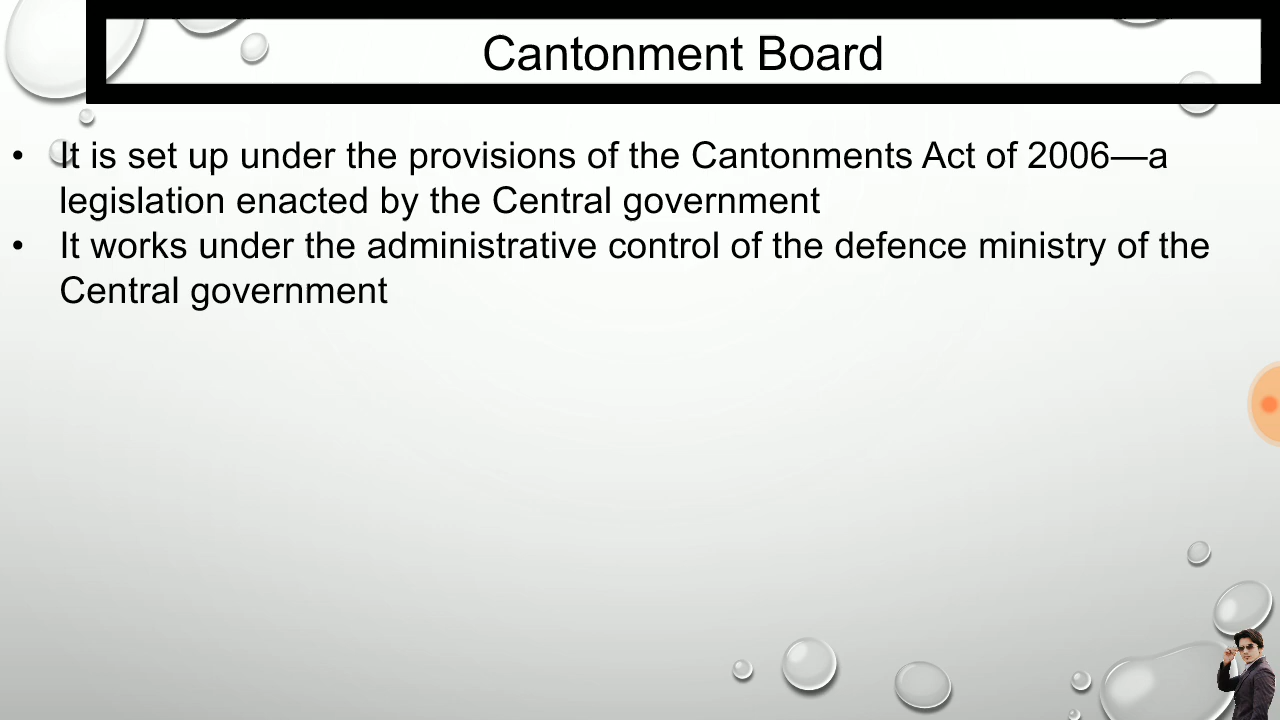 Cantonment Board
• It is set up under the provisions of the Cantonments Act of 2006—a
legislation enacted by the Central government
• It works under the administrative control of the defence ministry of the
Central government